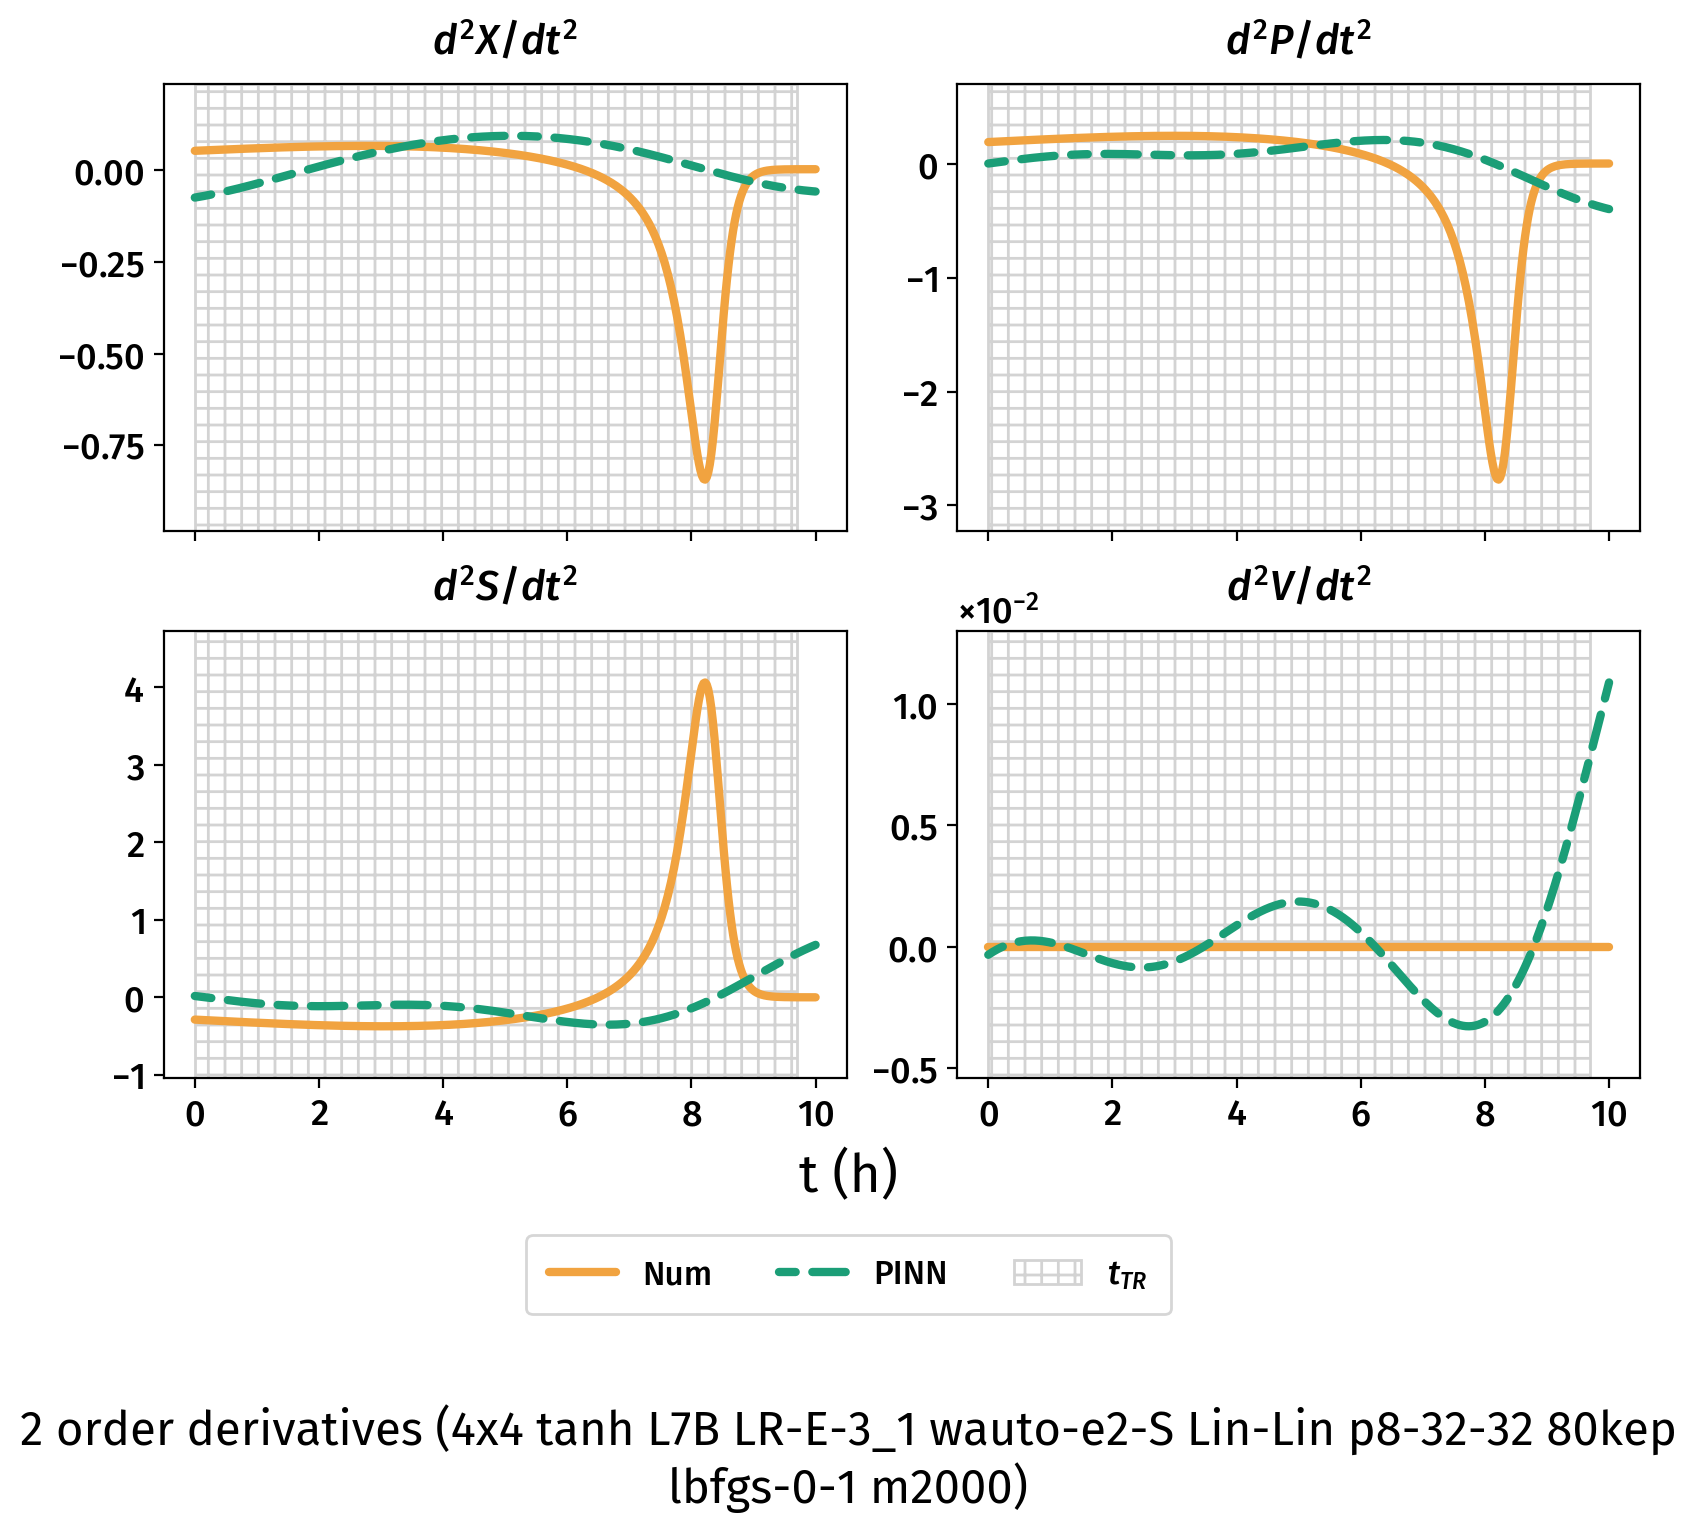 d²X/dt²
d²P/dt²
0.00
−0.25
−0.50
−0.75
0
−1
−2
−3
d²S/dt²
d²V/dt²
×10⁻²
4
3
2
1
0
−1
1.0
0.5
0.0
−0.5
0 2 4 6 8 10
0 2 4 6 8 10
t (h)
Num PINN t_TR
2 order derivatives (4x4 tanh L7B LR-E-3_1 wauto-e2-S Lin-Lin p8-32-32 80kep
lbfgs-0-1 m2000)